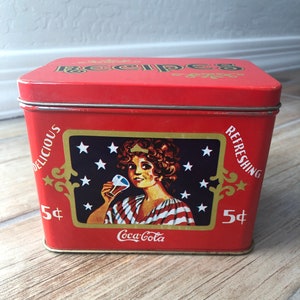 Recipes
DELICIOUS
REFRESHING
5¢
5¢
Coca-Cola